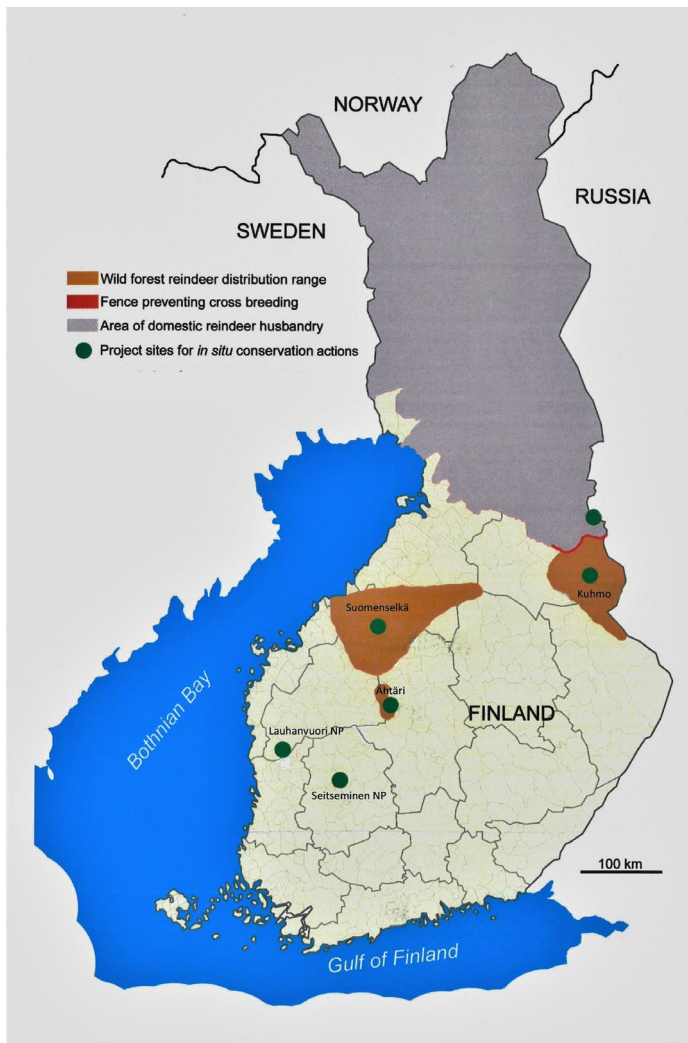 NORWAY
RUSSIA
SWEDEN
Wild forest reindeer distribution range
Fence preventing cross breeding
Area of domestic reindeer husbandry
Project sites for in situ conservation actions
Kuhmo
Suomenselkä
Ähtäri
FINLAND
Bothnian Bay
Lauhanvuori NP
Seitseminen NP
100 km
Gulf of Finland